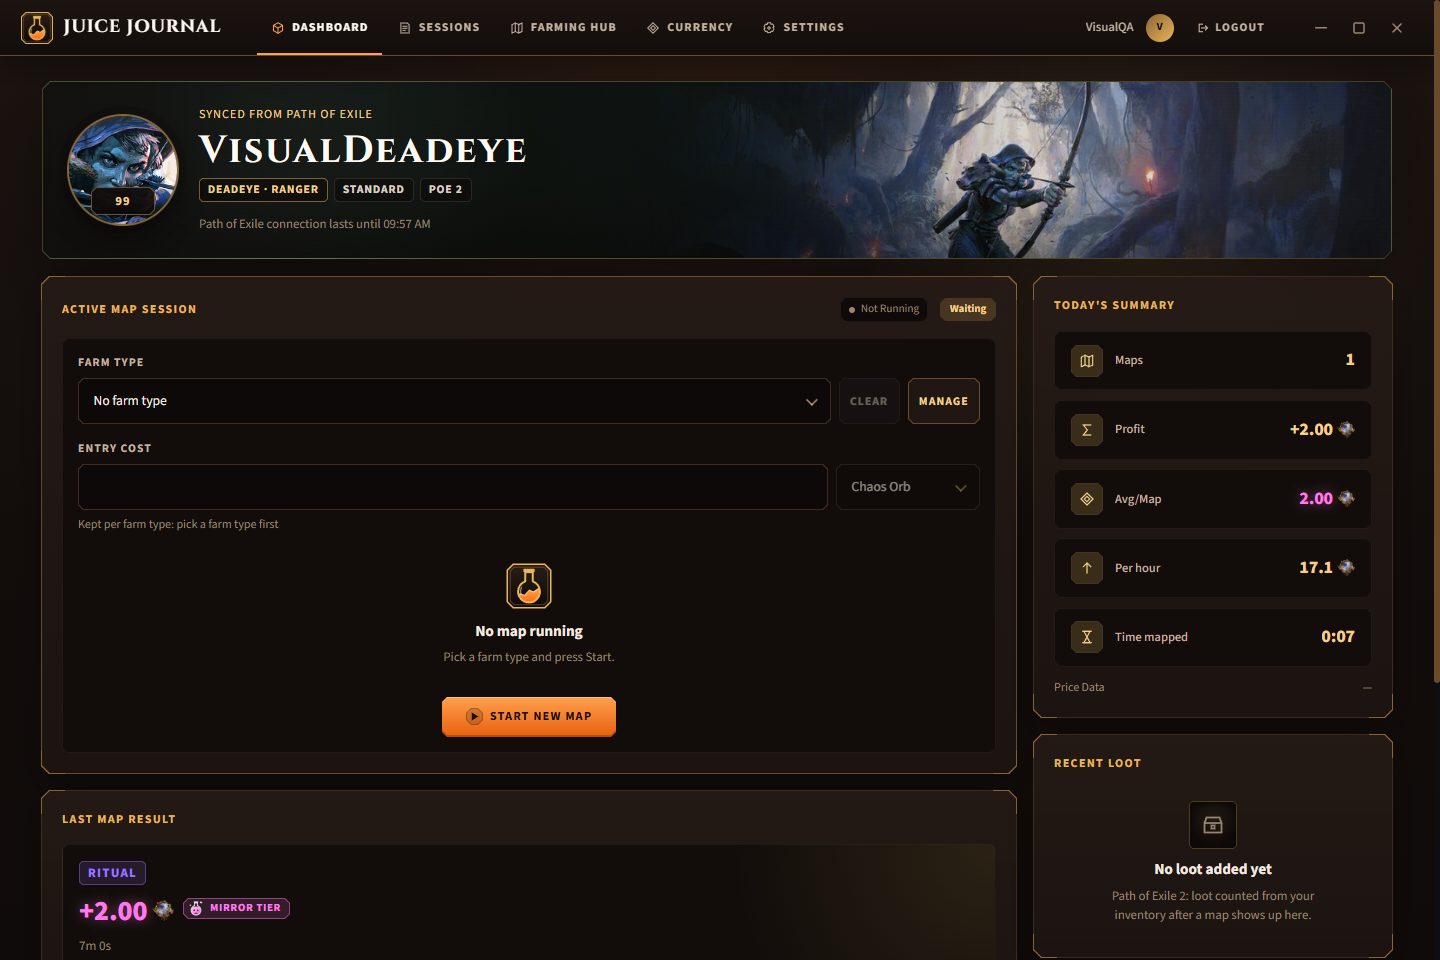 JUICE JOURNAL
DASHBOARD
SESSIONS
FARMING HUB
CURRENCY
SETTINGS
VisualQA
V
LOGOUT
SYNCED FROM PATH OF EXILE
VISUALDEADEYE
DEADEYE · RANGER
STANDARD
POE 2
99
Path of Exile connection lasts until 09:57 AM
ACTIVE MAP SESSION
Not Running
Waiting
FARM TYPE
No farm type
CLEAR
MANAGE
ENTRY COST
Chaos Orb
Kept per farm type: pick a farm type first
No map running
Pick a farm type and press Start.
START NEW MAP
LAST MAP RESULT
RITUAL
+2.00
MIRROR TIER
7m 0s
TODAY'S SUMMARY
Maps
1
Profit
+2.00
Avg/Map
2.00
Per hour
17.1
Time mapped
0:07
Price Data
—
RECENT LOOT
No loot added yet
Path of Exile 2: loot counted from your
inventory after a map shows up here.